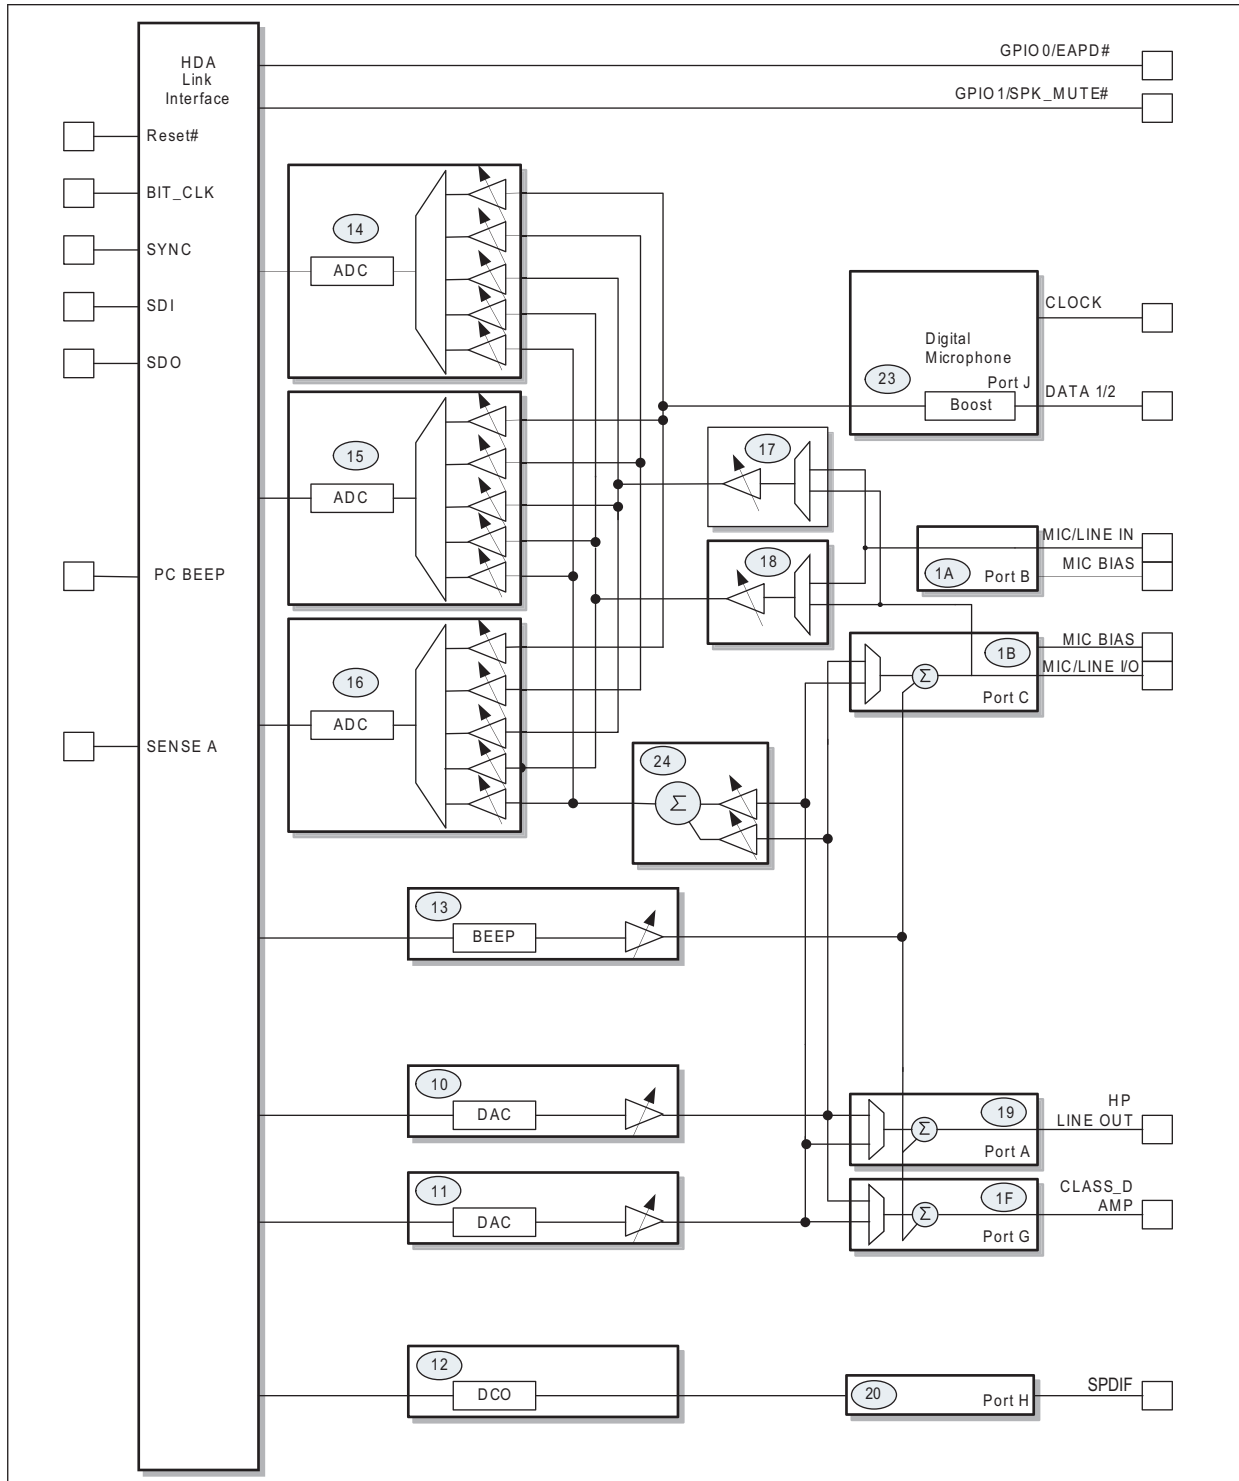 HDA
Link
Interface
GPIO0/EAPD#
GPIO1/SPK_MUTE#
Reset#
BIT_CLK
SYNC
SDI
SDO
PC BEEP
SENSE A
14
ADC
15
ADC
16
ADC
Digital
Microphone
23
Port J
Boost
CLOCK
DATA 1/2
17
18
1A
Port B
MIC/LINE IN
MIC BIAS
1B
Σ
Port C
MIC BIAS
MIC/LINE I/O
24
Σ
13
BEEP
10
DAC
19
Σ
Port A
HP
LINE OUT
11
DAC
1F
Σ
Port G
CLASS_D
AMP
12
DCO
20
Port H
SPDIF